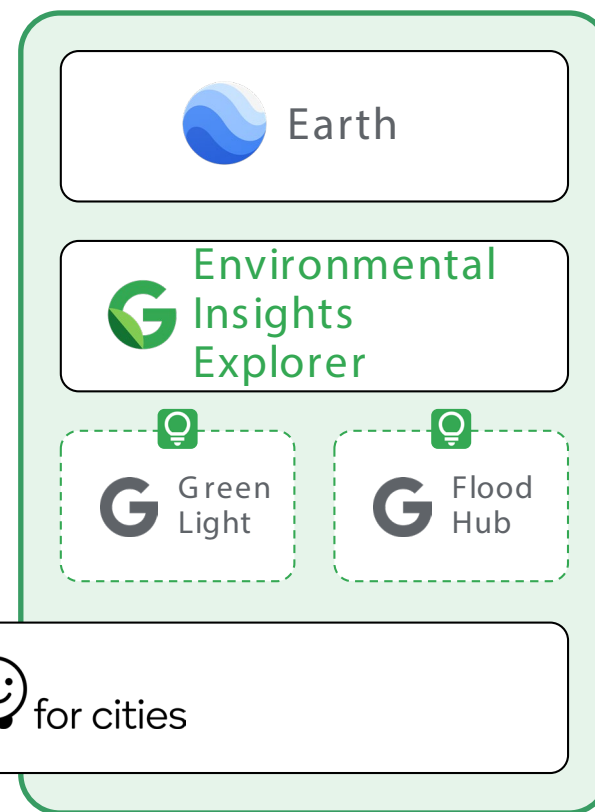 Earth
Environmental
Insights
Explorer
Green
Light
Flood
Hub
for cities